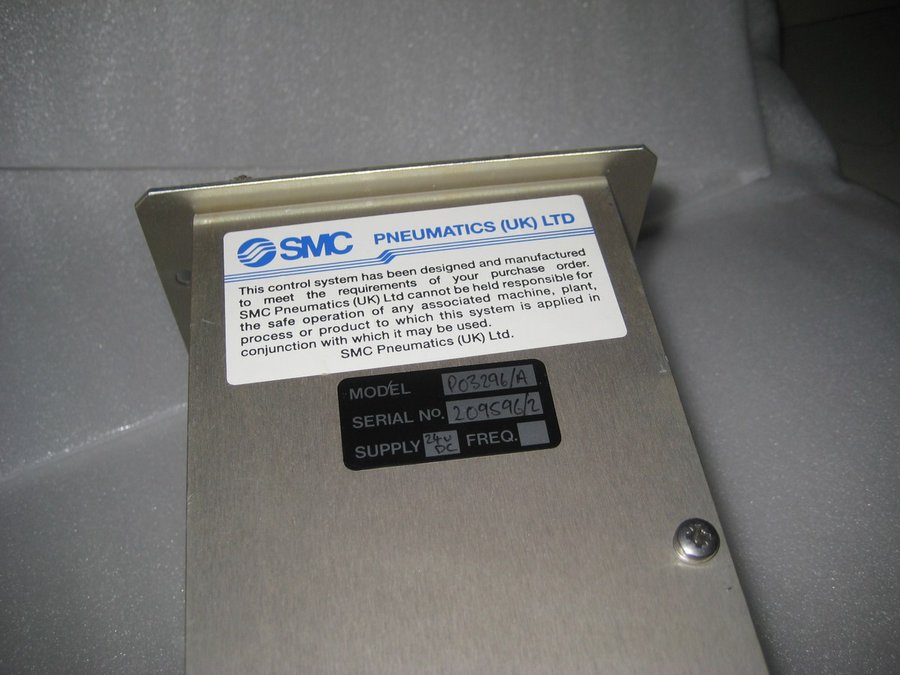 SMC PNEUMATICS (UK) LTD
This control system has been designed and manufactured
to meet the requirements of your purchase order.
SMC Pneumatics (UK) Ltd cannot be held responsible for
the safe operation of any associated machine, plant,
process or product to which this system is applied in
conjunction with which it may be used.
SMC Pneumatics (UK) Ltd.
MODEL P03296/A
SERIAL No. 209596/2
SUPPLY 24v DC FREQ.